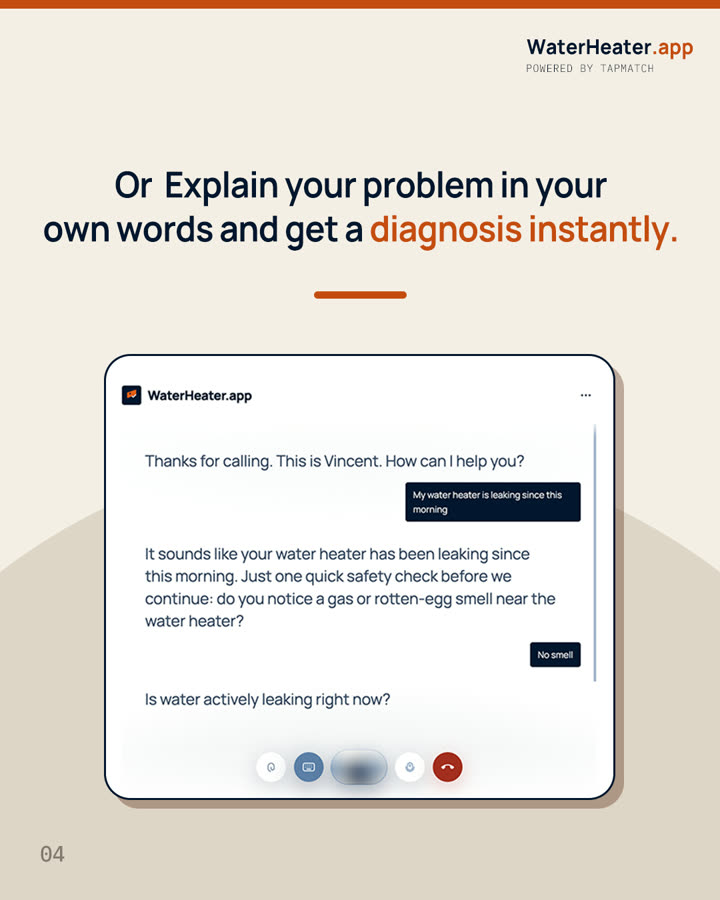 WaterHeater.app
POWERED BY TAPMATCH
Or Explain your problem in your
own words and get a diagnosis instantly.
WaterHeater.app
...
Thanks for calling. This is Vincent. How can I help you?
My water heater is leaking since this
morning
It sounds like your water heater has been leaking since
this morning. Just one quick safety check before we
continue: do you notice a gas or rotten-egg smell near the
water heater?
No smell
Is water actively leaking right now?
04